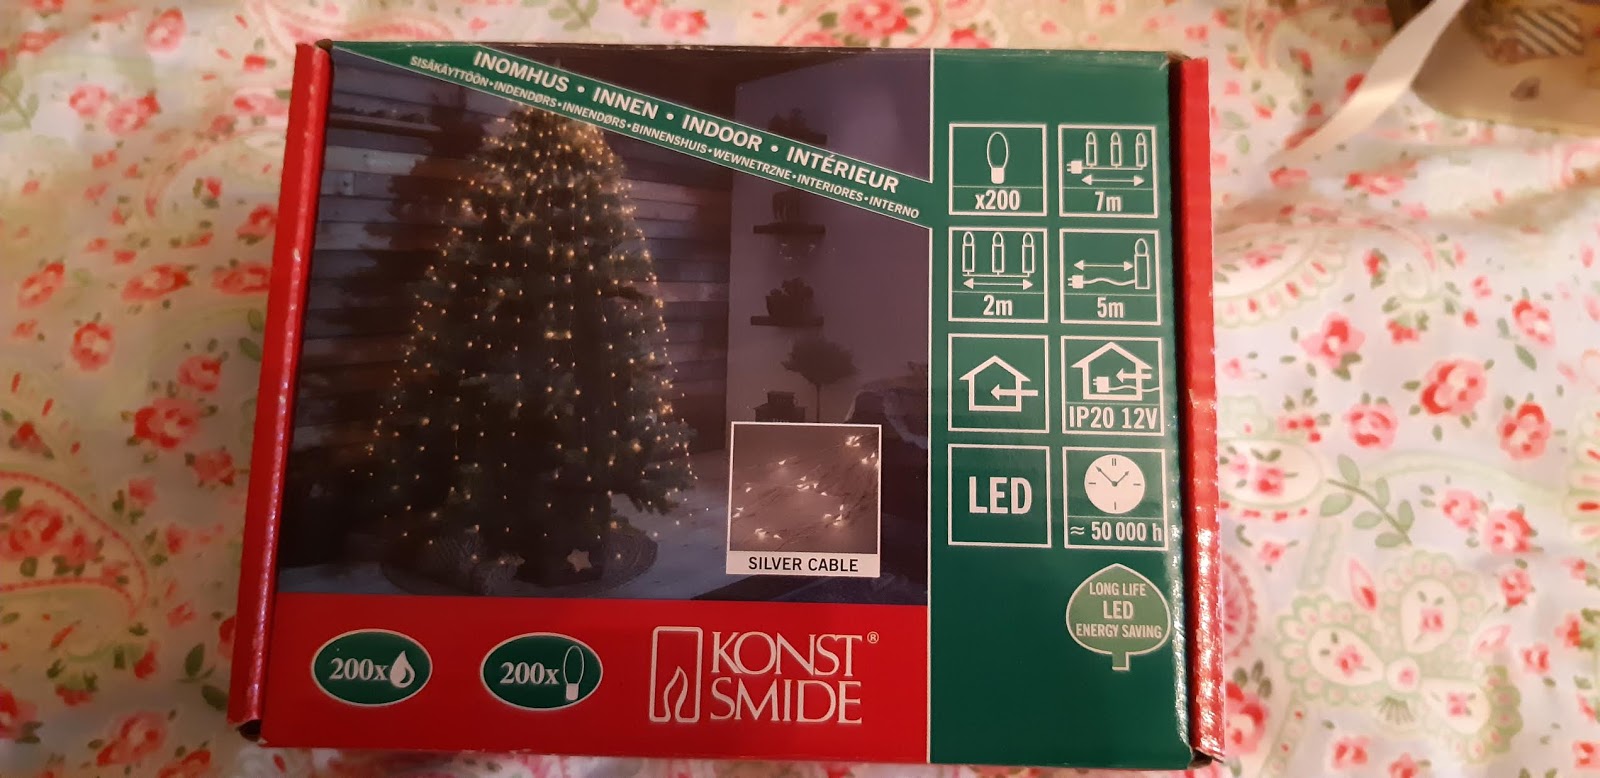 INOMHUS • INNEN • INDOOR • INTÉRIEUR
SISÄKÄYTTÖÖN • INDENDØRS • INNENDØRS • BINNENSHUIS • WEWNETRZNE • INTERIORES • INTERNO
x200
7m
2m
5m
IP20 12V
LED
≈ 50 000 h
SILVER CABLE
LONG LIFE
LED
ENERGY SAVING
200x
200x
KONST®
SMIDE